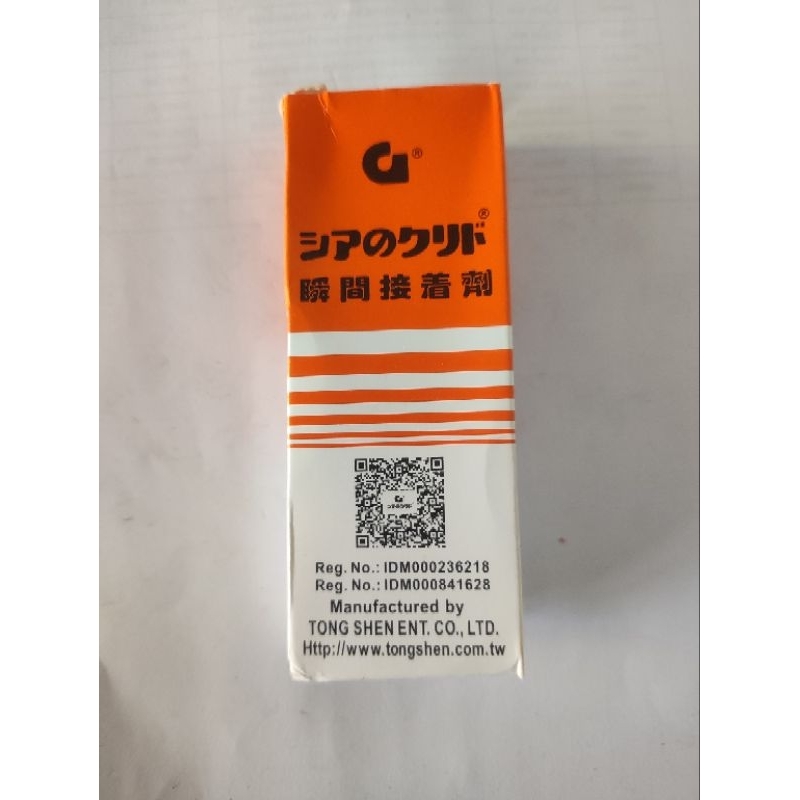 G®
シアのクリド®
瞬間接着劑
Reg. No.: IDM000236218
Reg. No.: IDM000841628
Manufactured by
TONG SHEN ENT. CO., LTD.
Http://www.tongshen.com.tw